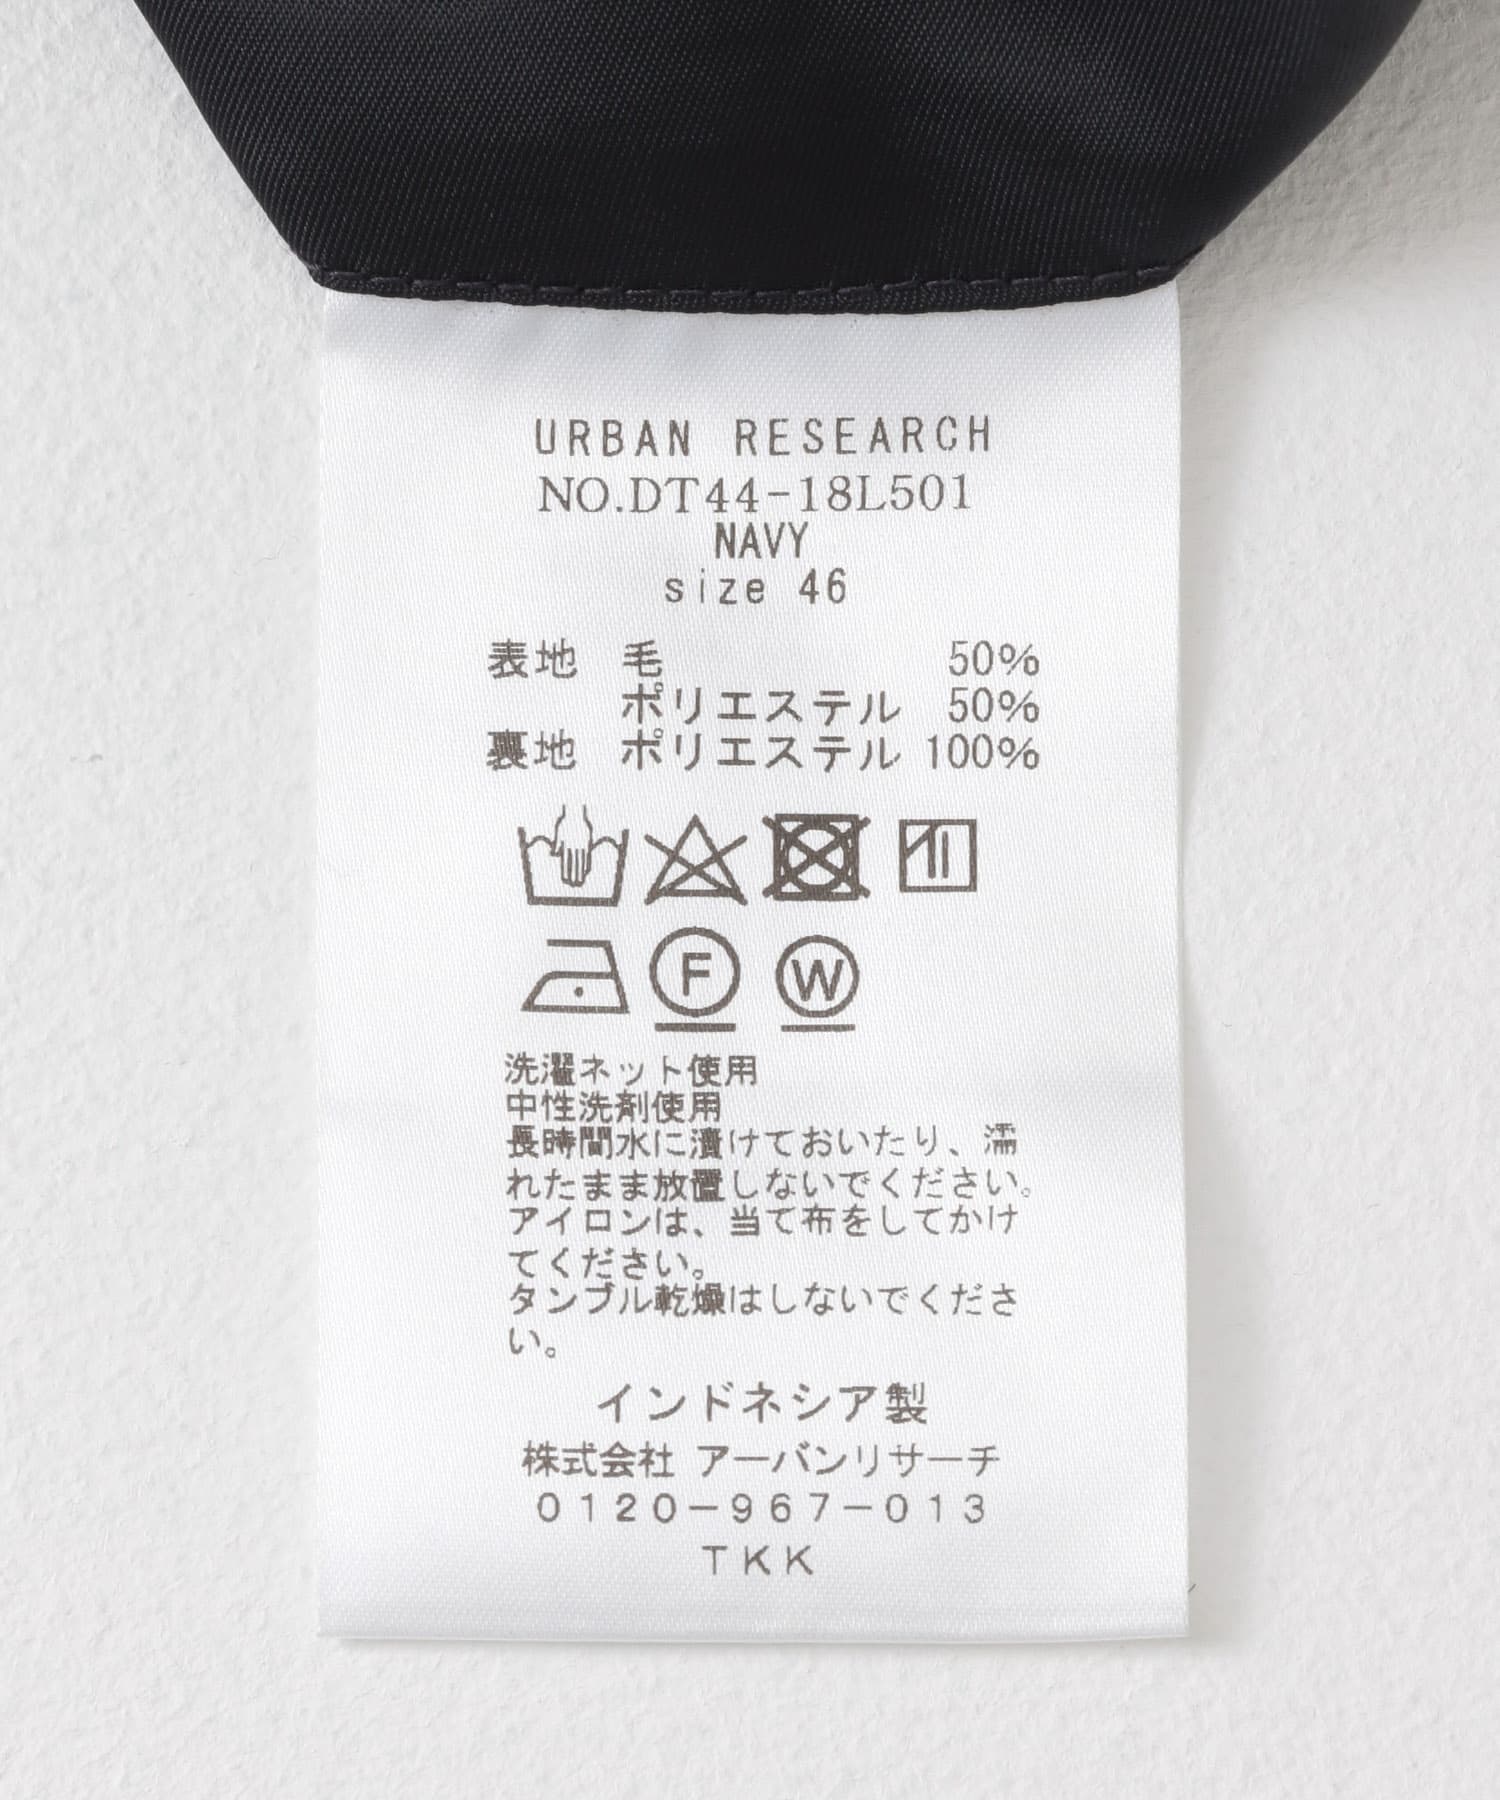 URBAN RESEARCH
NO.DT44-18L501
NAVY
size 46
表地 毛 50%
ポリエステル 50%
裏地 ポリエステル 100%
F W
洗濯ネット使用
中性洗剤使用
長時間水に漬けておいたり、濡
れたまま放置しないでください。
アイロンは、当て布をしてかけ
てください。
タンブル乾燥はしないでくださ
い。
インドネシア製
株式会社 アーバンリサーチ
0120-967-013
TKK